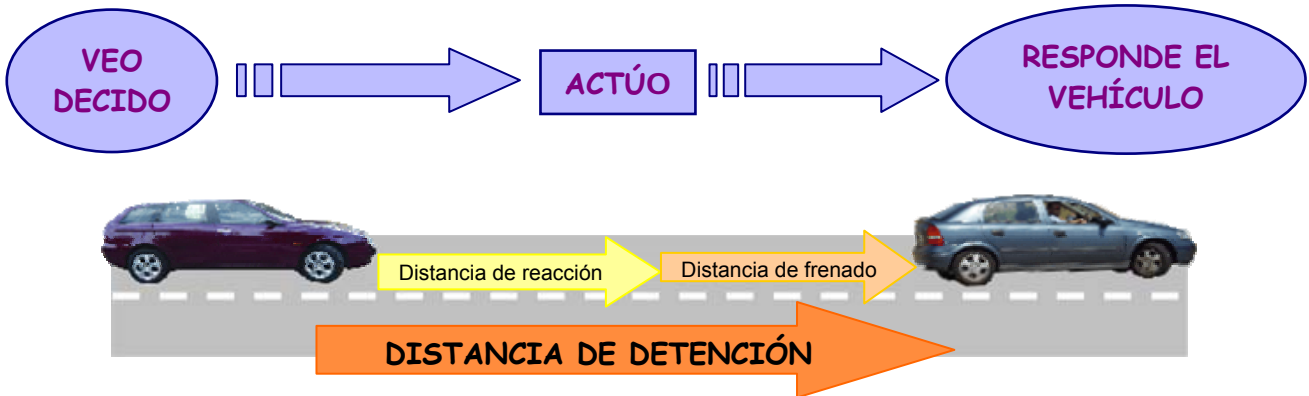 VEO
DECIDO
ACTÚO
RESPONDE EL
VEHÍCULO
Distancia de reacción
Distancia de frenado
DISTANCIA DE DETENCIÓN